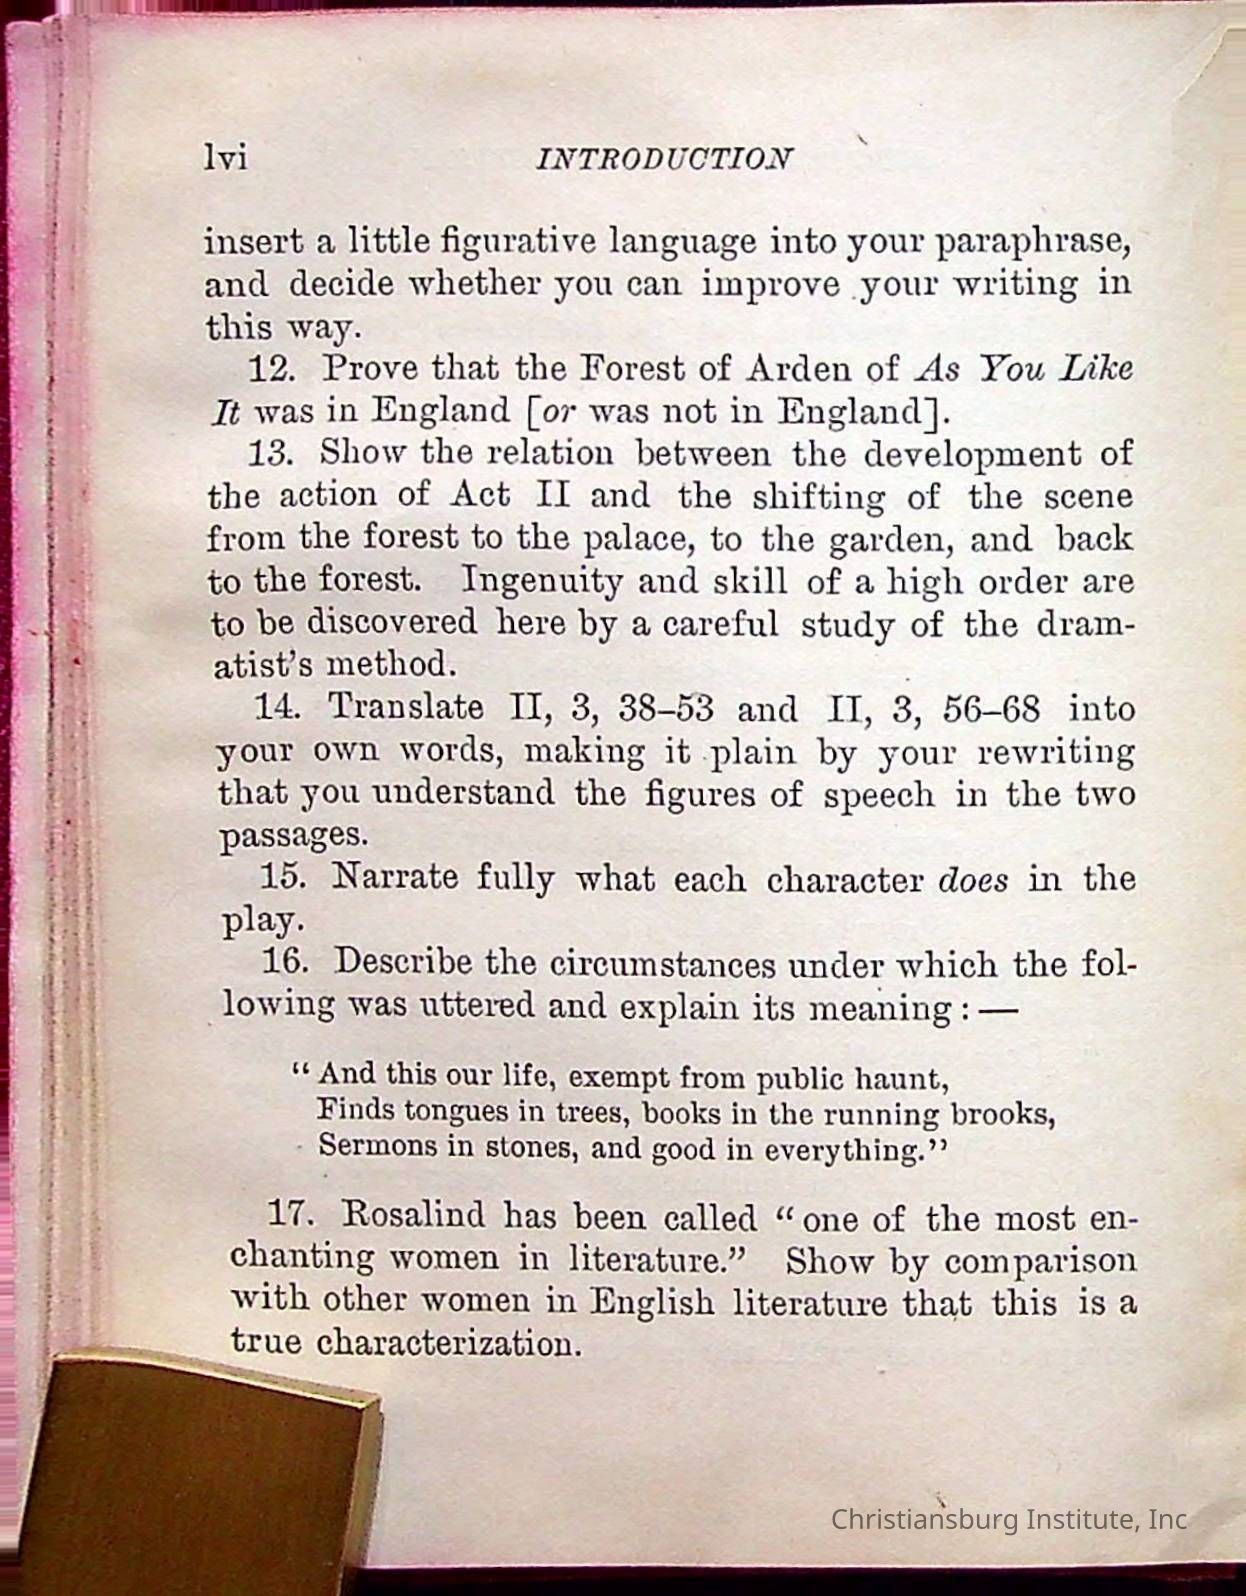 lvi INTRODUCTION
insert a little figurative language into your paraphrase,
and decide whether you can improve your writing in
this way.
12. Prove that the Forest of Arden of As You Like
It was in England [or was not in England].
13. Show the relation between the development of
the action of Act II and the shifting of the scene
from the forest to the palace, to the garden, and back
to the forest. Ingenuity and skill of a high order are
to be discovered here by a careful study of the dram-
atist's method.
14. Translate II, 3, 38–53 and II, 3, 56–68 into
your own words, making it plain by your rewriting
that you understand the figures of speech in the two
passages.
15. Narrate fully what each character does in the
play.
16. Describe the circumstances under which the fol-
lowing was uttered and explain its meaning : —
“ And this our life, exempt from public haunt,
Finds tongues in trees, books in the running brooks,
Sermons in stones, and good in everything.”
17. Rosalind has been called “ one of the most en-
chanting women in literature.” Show by comparison
with other women in English literature that this is a
true characterization.
Christiansburg Institute, Inc